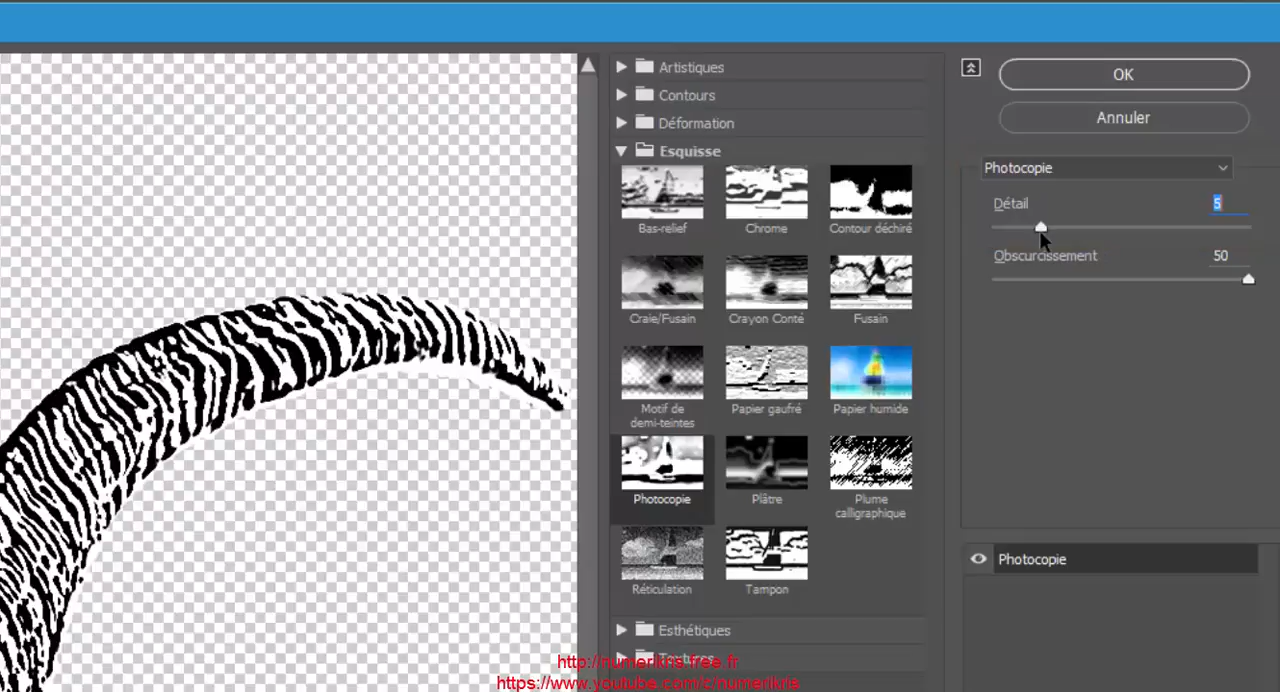 Artistiques
Contours
Déformation
Esquisse
Bas-relief
Chrome
Contour déchiré
Craie/Fusain
Crayon Conté
Fusain
Motif de
demi-teintes
Papier gaufré
Papier humide
Photocopie
Plâtre
Plume
calligraphique
Réticulation
Tampon
Esthétiques
Textures
OK
Annuler
Photocopie
Détail
5
Obscurcissement
50
Photocopie
http://numerikris.free.fr
https://www.youtube.com/c/numerikris